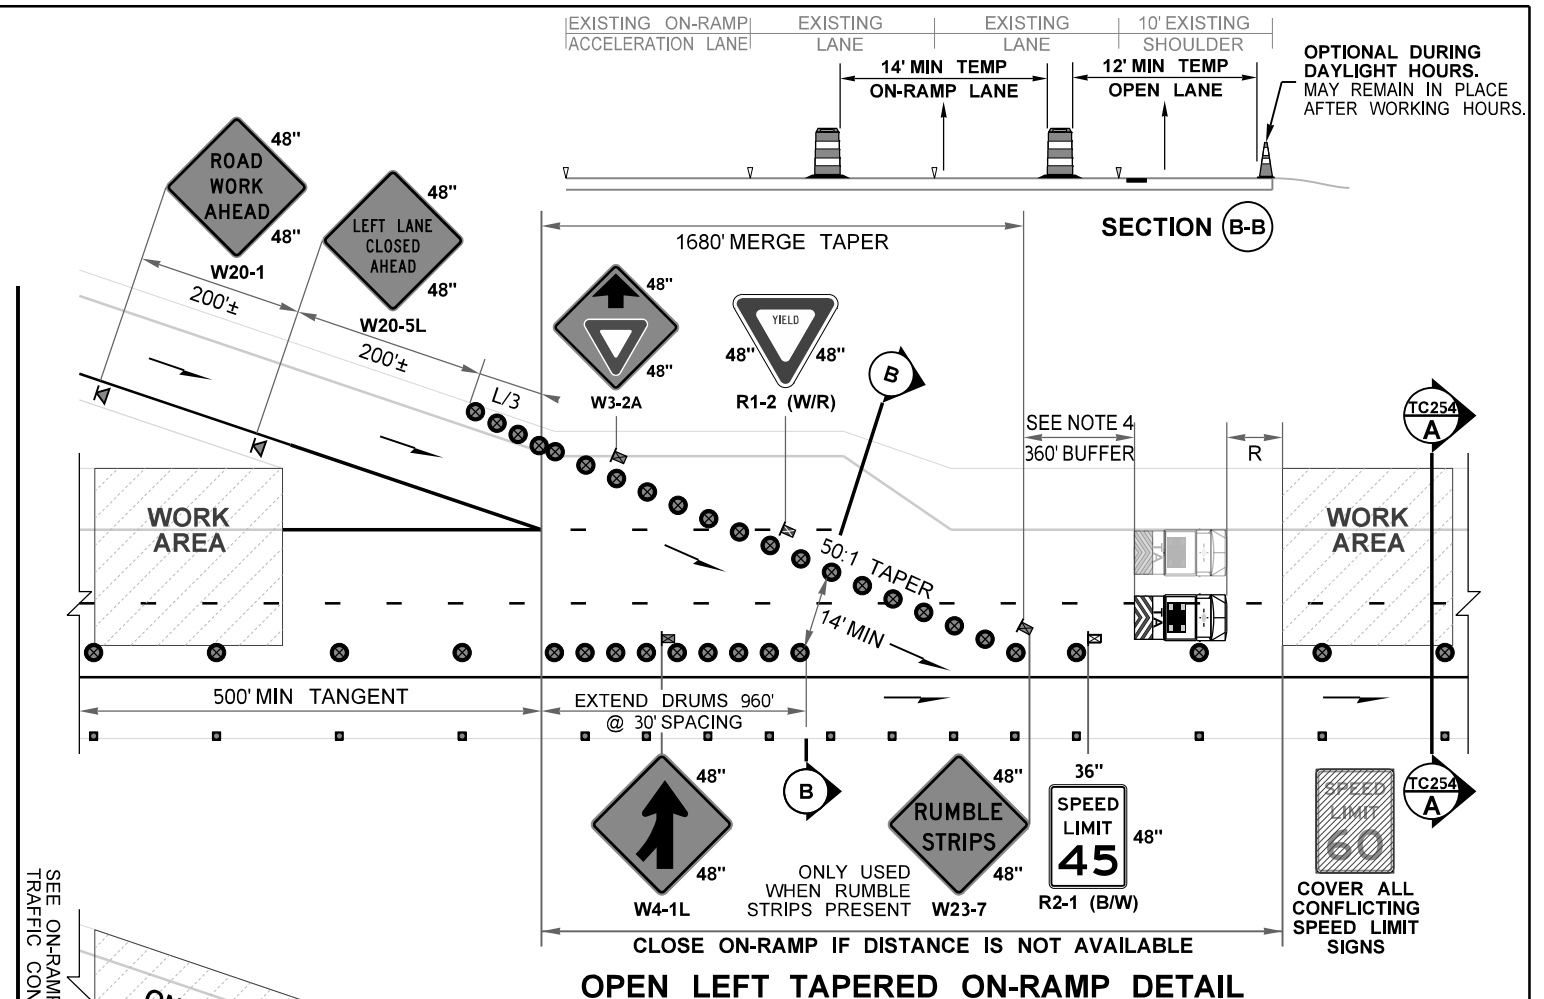 EXISTING ON-RAMP
ACCELERATION LANE
EXISTING
LANE
EXISTING
LANE
10' EXISTING
SHOULDER
14' MIN TEMP
ON-RAMP LANE
12' MIN TEMP
OPEN LANE
OPTIONAL DURING
DAYLIGHT HOURS.
MAY REMAIN IN PLACE
AFTER WORKING HOURS.
SECTION B-B
ROAD
WORK
AHEAD
48"
48"
W20-1
LEFT LANE
CLOSED
AHEAD
48"
48"
W20-5L
200'±
200'±
L/3
1680' MERGE TAPER
48"
48"
W3-2A
YIELD
48" 48"
R1-2 (W/R)
B
SEE NOTE 4
360' BUFFER
R
TC254
A
WORK
AREA
WORK
AREA
50:1 TAPER
14' MIN
500' MIN TANGENT
EXTEND DRUMS 960'
@ 30' SPACING
48"
48"
W4-1L
B
RUMBLE
STRIPS
48"
48"
W23-7
ONLY USED
WHEN RUMBLE
STRIPS PRESENT
36"
SPEED
LIMIT
45
48"
R2-1 (B/W)
SPEED
LIMIT
60
COVER ALL
CONFLICTING
SPEED LIMIT
SIGNS
TC254
A
CLOSE ON-RAMP IF DISTANCE IS NOT AVAILABLE
OPEN LEFT TAPERED ON-RAMP DETAIL
SEE ON-RAMP
TRAFFIC CON